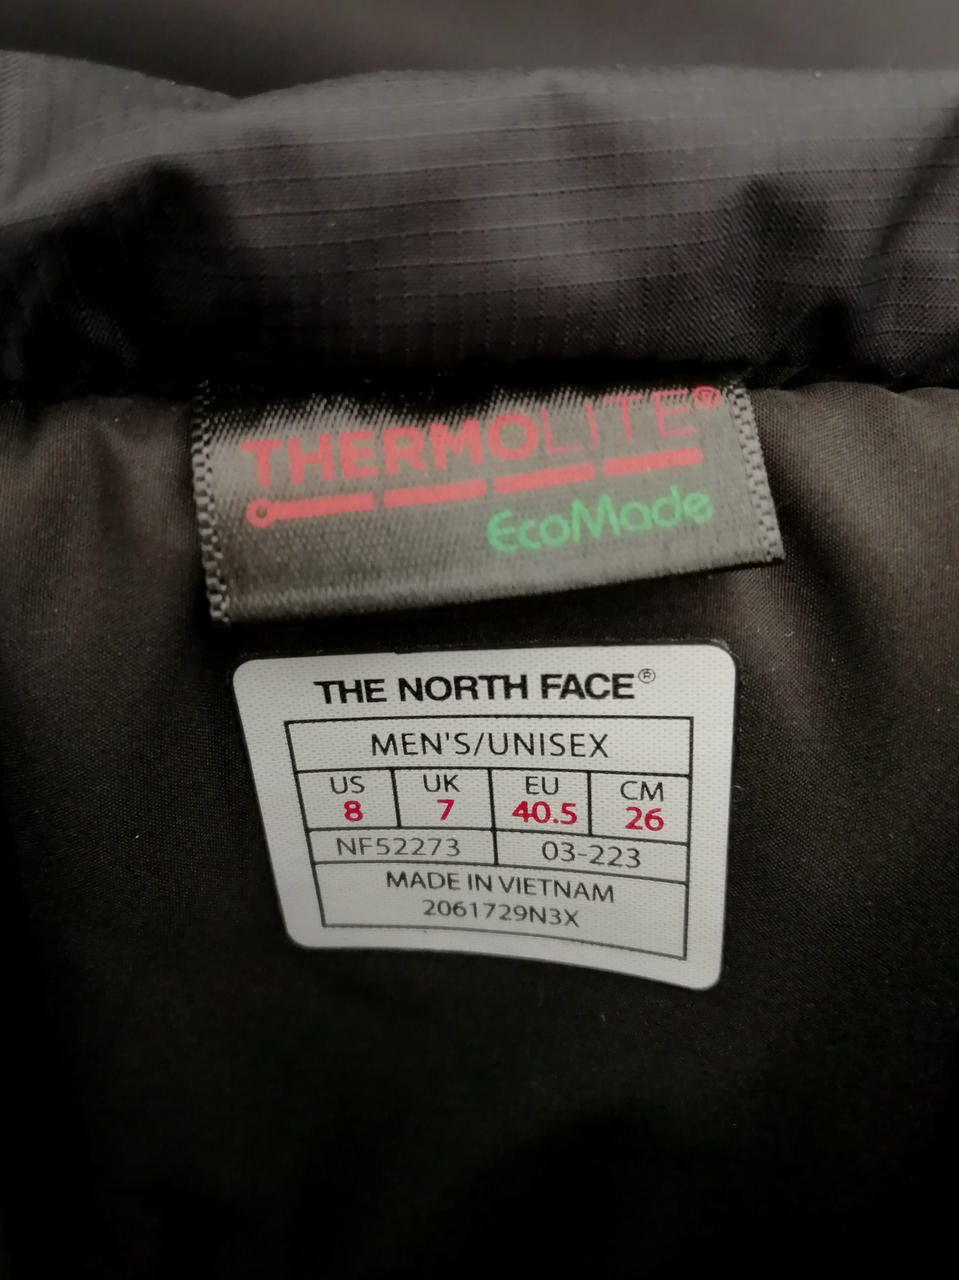 THERMOLITE®
EcoMade
THE NORTH FACE®
MEN'S/UNISEX
US UK EU CM
8 7 40.5 26
NF52273 03-223
MADE IN VIETNAM
2061729N3X